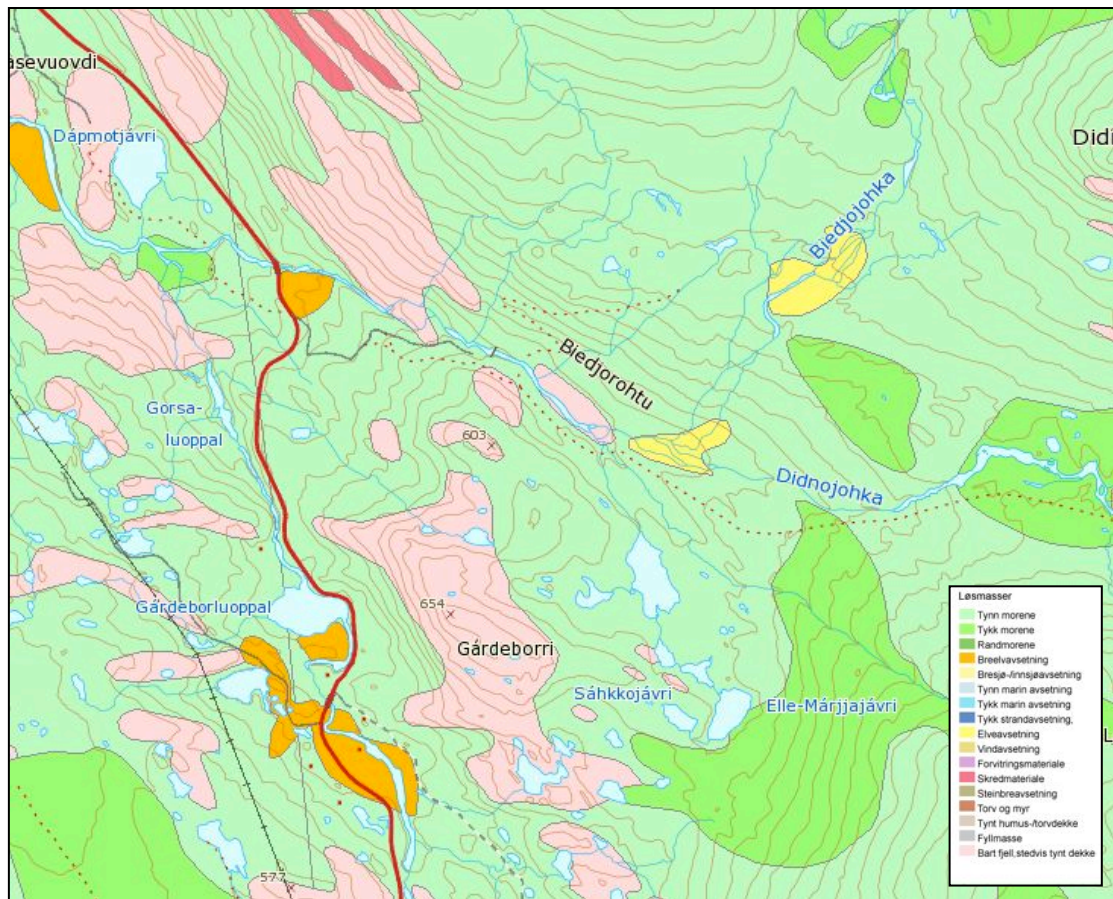 asevuovdi
Dápmotjávri
Didi
Biedjojohka
Biedjorohtu
Gorsa-
luoppal
603
Didnojohka
Gárdeborluoppal
654
Gárdeborri
Sáhkkojávri
Elle-Márjjajávri
L
577
Løsmasser
Tynn morene
Tykk morene
Randmorene
Breelvavsetning
Bresjø-/innsjøavsetning
Tynn marin avsetning
Tykk marin avsetning
Tykk strandavsetning,
Elveavsetning
Vindavsetning
Forvitringsmateriale
Skredmateriale
Steinbreavsetning
Torv og myr
Tynt humus-/torvdekke
Fyllmasse
Bart fjell,stedvis tynt dekke